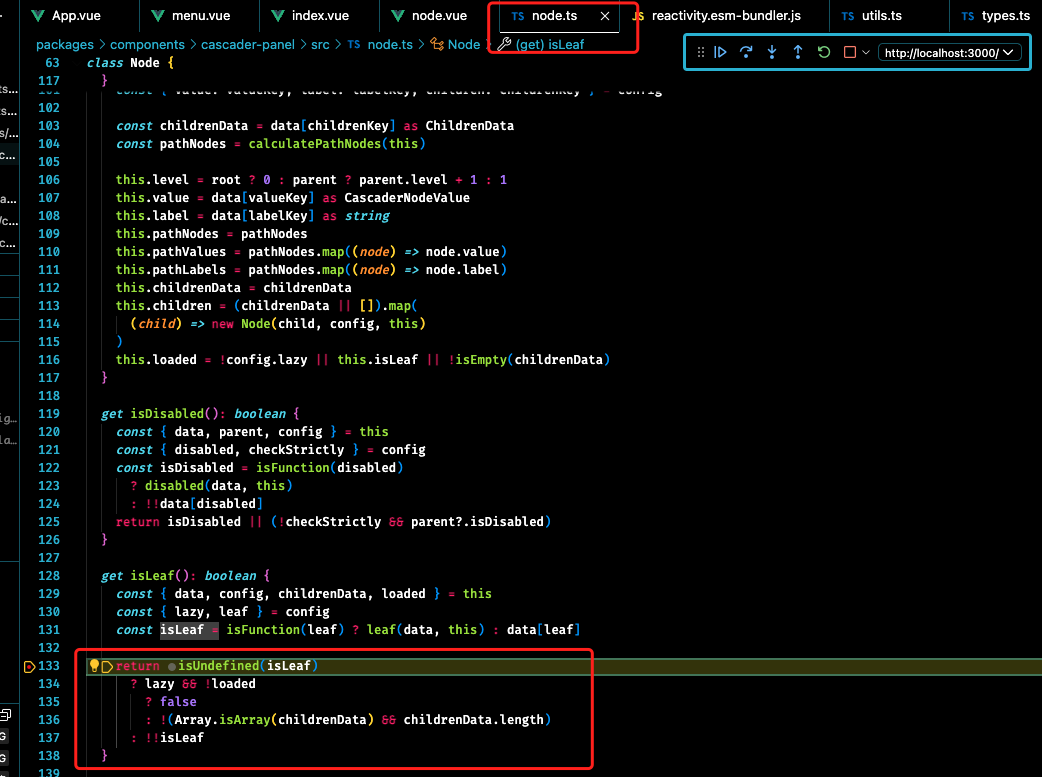 App.vue menu.vue index.vue node.vue TS node.ts × JS reactivity.esm-bundler.js TS utils.ts TS types.ts
packages > components > cascader-panel > src > TS node.ts > Node > (get) isLeaf
http://localhost:3000/
63 class Node {
117 }
101 const { value: valueKey, label: labelKey, children: childrenKey } = config
102
103 const childrenData = data[childrenKey] as ChildrenData
104 const pathNodes = calculatePathNodes(this)
105
106 this.level = root ? 0 : parent ? parent.level + 1 : 1
107 this.value = data[valueKey] as CascaderNodeValue
108 this.label = data[labelKey] as string
109 this.pathNodes = pathNodes
110 this.pathValues = pathNodes.map((node) => node.value)
111 this.pathLabels = pathNodes.map((node) => node.label)
112 this.childrenData = childrenData
113 this.children = (childrenData || []).map(
114 (child) => new Node(child, config, this)
115 )
116 this.loaded = !config.lazy || this.isLeaf || !isEmpty(childrenData)
117 }
118
119 get isDisabled(): boolean {
120 const { data, parent, config } = this
121 const { disabled, checkStrictly } = config
122 const isDisabled = isFunction(disabled)
123 ? disabled(data, this)
124 : !!data[disabled]
125 return isDisabled || (!checkStrictly && parent?.isDisabled)
126 }
127
128 get isLeaf(): boolean {
129 const { data, config, childrenData, loaded } = this
130 const { lazy, leaf } = config
131 const isLeaf = isFunction(leaf) ? leaf(data, this) : data[leaf]
132
133 return isUndefined(isLeaf)
134 ? lazy && !loaded
135 ? false
136 : !(Array.isArray(childrenData) && childrenData.length)
137 : !!isLeaf
138 }
139